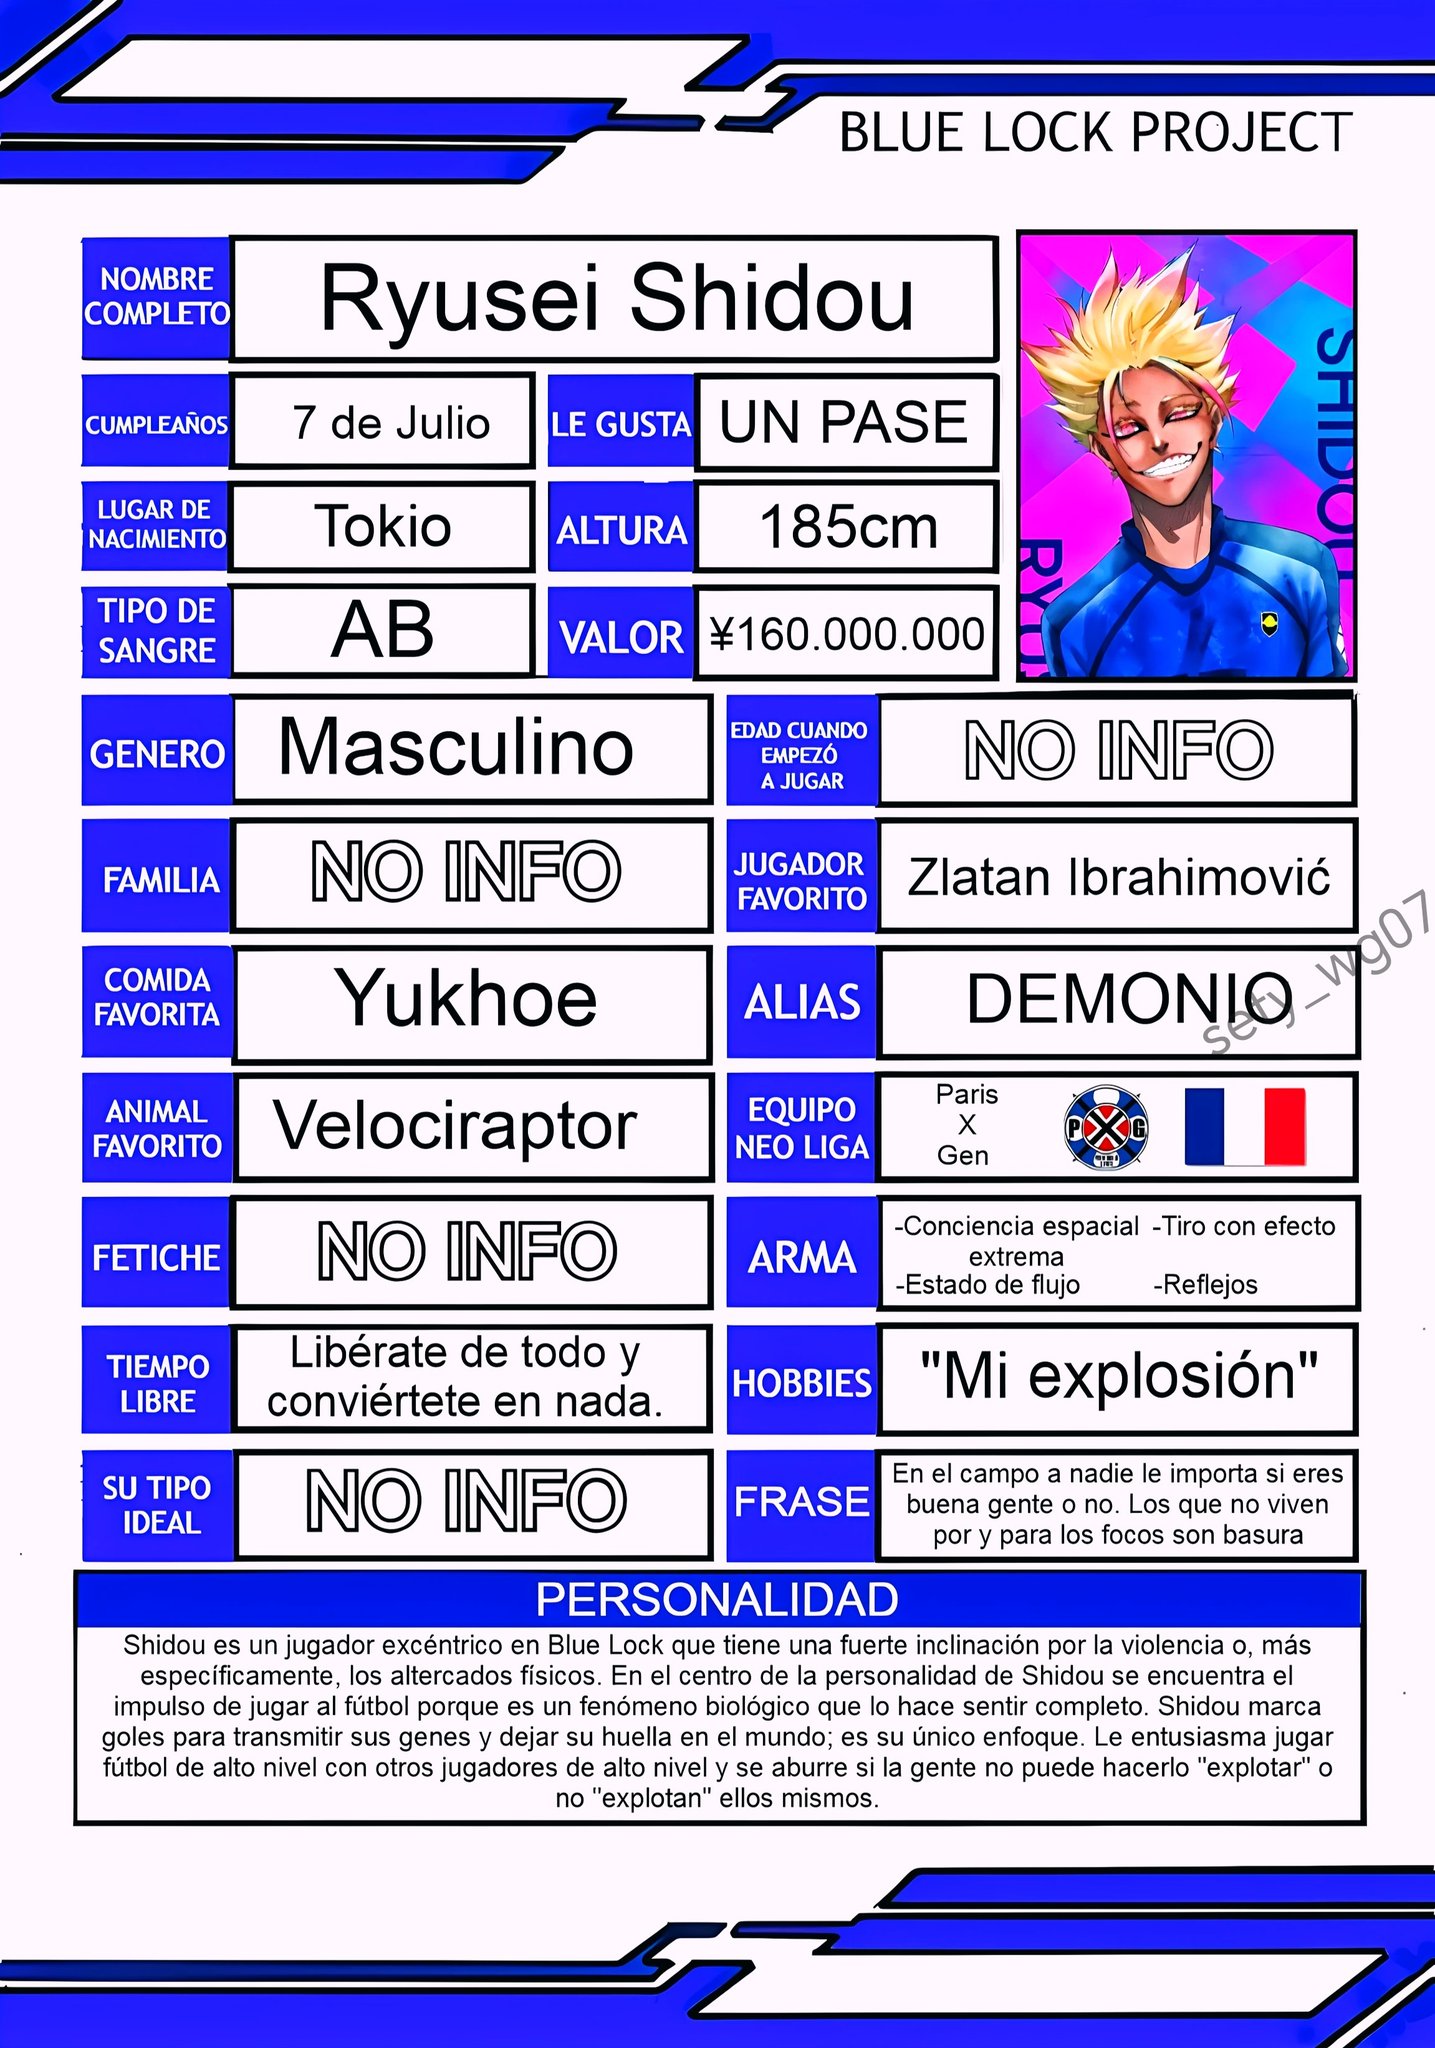 BLUE LOCK PROJECT
NOMBRE
COMPLETO
Ryusei Shidou
CUMPLEAÑOS
7 de Julio
LE GUSTA
UN PASE
LUGAR DE
NACIMIENTO
Tokio
ALTURA
185cm
TIPO DE
SANGRE
AB
VALOR
¥160.000.000
SHIDOU
RYU
GENERO
Masculino
EDAD CUANDO
EMPEZÓ
A JUGAR
NO INFO
FAMILIA
NO INFO
JUGADOR
FAVORITO
Zlatan Ibrahimović
COMIDA
FAVORITA
Yukhoe
ALIAS
DEMONIO
sety_wg07
ANIMAL
FAVORITO
Velociraptor
EQUIPO
NEO LIGA
Paris
X
Gen
P X G
FETICHE
NO INFO
ARMA
-Conciencia espacial -Tiro con efecto
extrema
-Estado de flujo -Reflejos
TIEMPO
LIBRE
Libérate de todo y
conviértete en nada.
HOBBIES
"Mi explosión"
SU TIPO
IDEAL
NO INFO
FRASE
En el campo a nadie le importa si eres
buena gente o no. Los que no viven
por y para los focos son basura
PERSONALIDAD
Shidou es un jugador excéntrico en Blue Lock que tiene una fuerte inclinación por la violencia o, más
específicamente, los altercados físicos. En el centro de la personalidad de Shidou se encuentra el
impulso de jugar al fútbol porque es un fenómeno biológico que lo hace sentir completo. Shidou marca
goles para transmitir sus genes y dejar su huella en el mundo; es su único enfoque. Le entusiasma jugar
fútbol de alto nivel con otros jugadores de alto nivel y se aburre si la gente no puede hacerlo "explotar" o
no "explotan" ellos mismos.